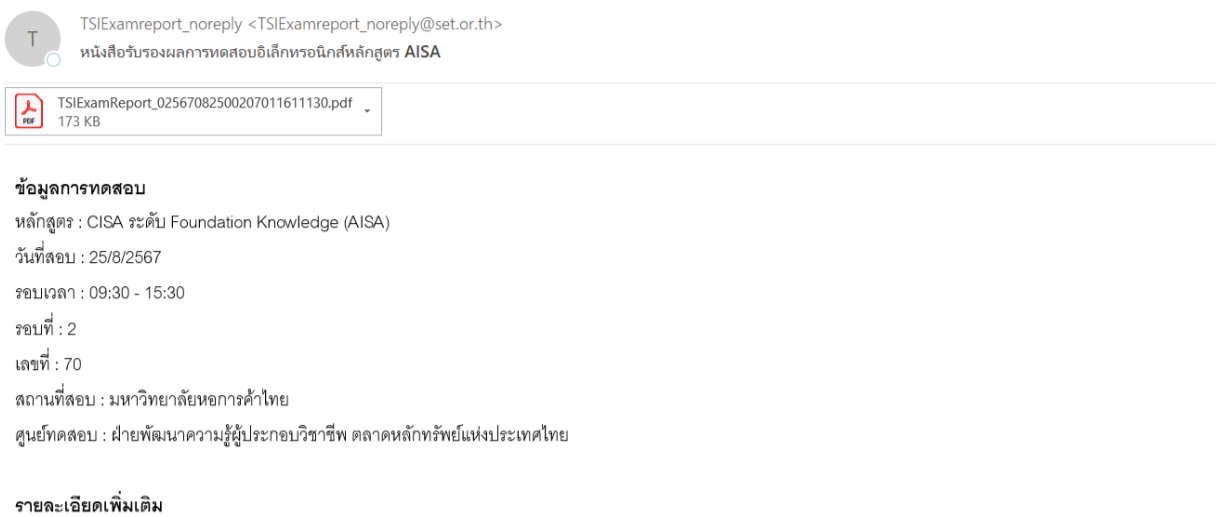 T
TSIExamreport_noreply <TSIExamreport_noreply@set.or.th>
หนังสือรับรองผลการทดสอบอิเล็กทรอนิกส์หลักสูตร AISA
PDF
TSIExamReport_02567082500207011611130.pdf
173 KB
ข้อมูลการทดสอบ
หลักสูตร : CISA ระดับ Foundation Knowledge (AISA)
วันที่สอบ : 25/8/2567
รอบเวลา : 09:30 - 15:30
รอบที่ : 2
เลขที่ : 70
สถานที่สอบ : มหาวิทยาลัยหอการค้าไทย
ศูนย์ทดสอบ : ฝ่ายพัฒนาความรู้ผู้ประกอบวิชาชีพ ตลาดหลักทรัพย์แห่งประเทศไทย
รายละเอียดเพิ่มเติม